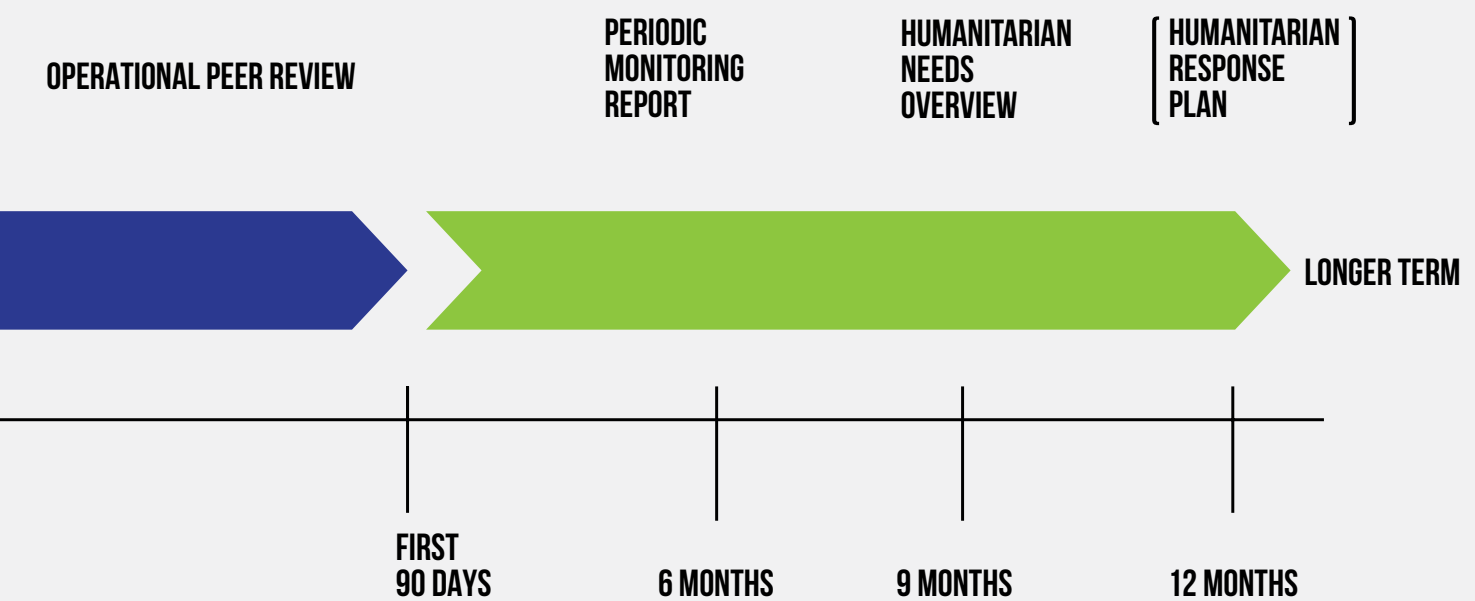 OPERATIONAL PEER REVIEW
PERIODIC
MONITORING
REPORT
HUMANITARIAN
NEEDS
OVERVIEW
HUMANITARIAN
RESPONSE
PLAN
LONGER TERM
FIRST
90 DAYS
6 MONTHS
9 MONTHS
12 MONTHS